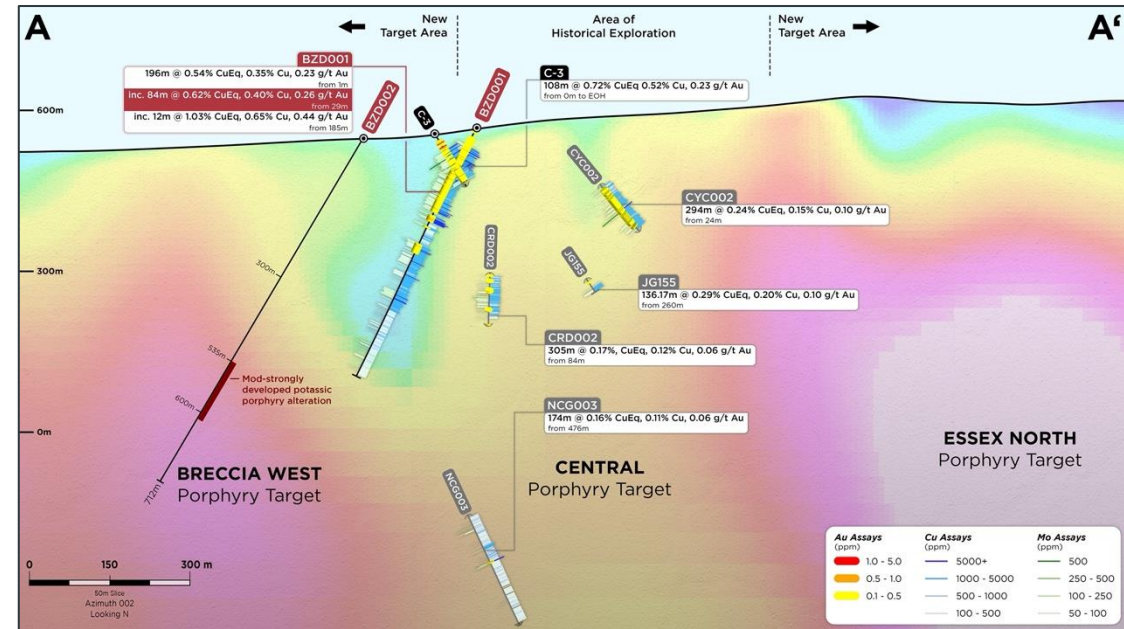 A
New
Target Area
Area of
Historical Exploration
New
Target Area
A'
BZD001
196m @ 0.54% CuEq, 0.35% Cu, 0.23 g/t Au
from 1m
inc. 84m @ 0.62% CuEq, 0.40% Cu, 0.26 g/t Au
from 29m
inc. 12m @ 1.03% CuEq, 0.65% Cu, 0.44 g/t Au
from 185m
C-3
108m @ 0.72% CuEq 0.52% Cu, 0.23 g/t Au
from 0m to EOH
BZD002
C-3
BZD001
600m
300m
0m
CYC002
CYC002
294m @ 0.24% CuEq, 0.15% Cu, 0.10 g/t Au
from 24m
CRD002
JG155
JG155
136.17m @ 0.29% CuEq, 0.20% Cu, 0.10 g/t Au
from 260m
CRD002
305m @ 0.17%, CuEq, 0.12% Cu, 0.06 g/t Au
from 84m
300m
535m
600m
712m
Mod-strongly
developed potassic
porphyry alteration
NCG003
174m @ 0.16% CuEq, 0.11% Cu, 0.06 g/t Au
from 476m
NCG003
BRECCIA WEST
Porphyry Target
CENTRAL
Porphyry Target
ESSEX NORTH
Porphyry Target
0 150 300 m
50m Slice
Azimuth 002
Looking N
Au Assays
(ppm)
1.0 - 5.0
0.5 - 1.0
0.1 - 0.5
Cu Assays
(ppm)
5000+
1000 - 5000
500 - 1000
100 - 500
Mo Assays
(ppm)
500
250 - 500
100 - 250
50 - 100